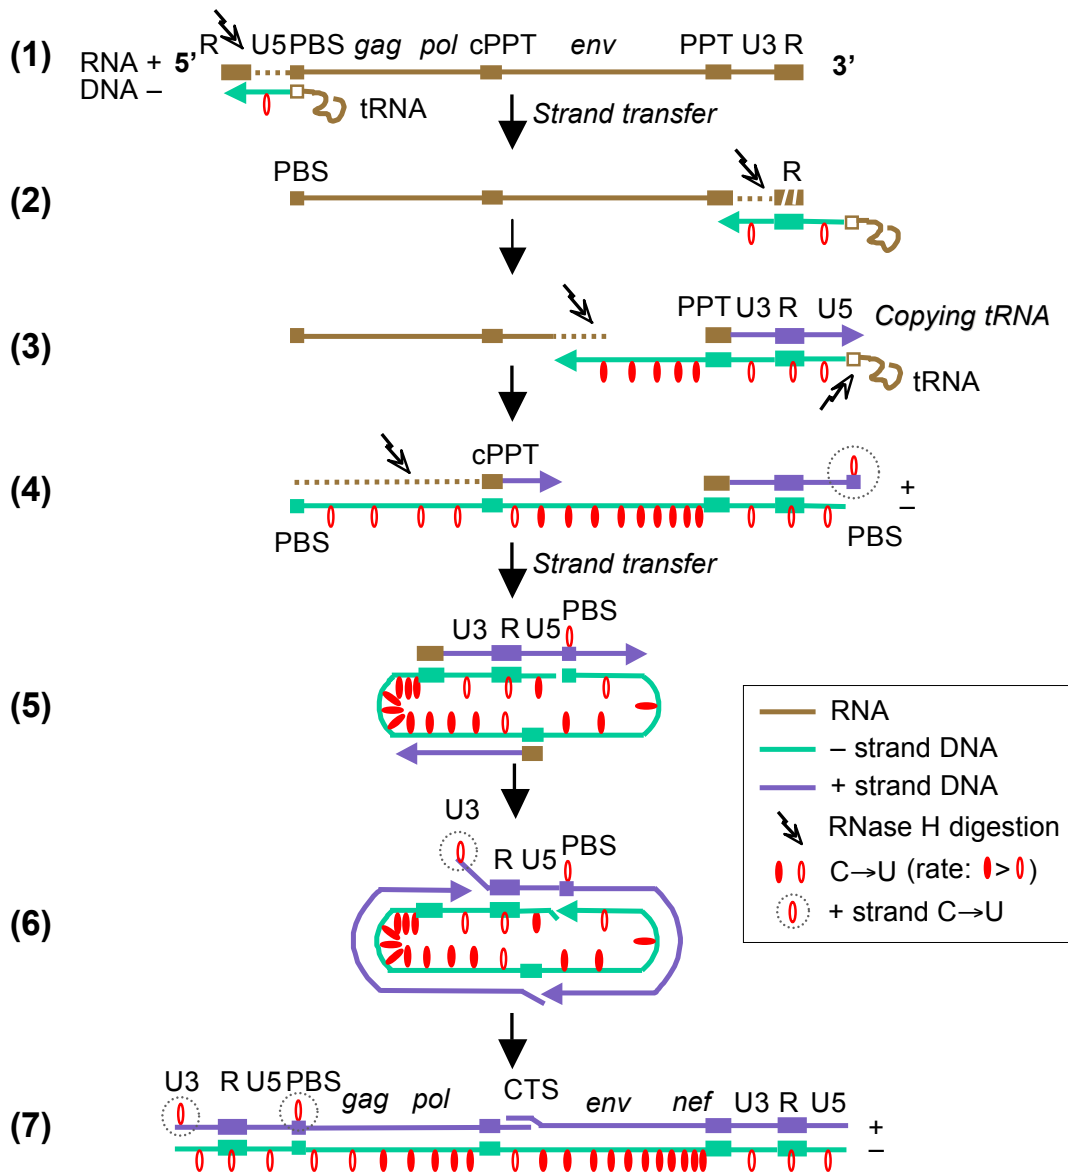 (1)
R U5 PBS gag pol cPPT env PPT U3 R
RNA + 5’ 3’
DNA –
tRNA
Strand transfer
(2)
PBS R
(3)
PPT U3 R U5 Copying tRNA
tRNA
(4)
cPPT
+
–
PBS PBS
Strand transfer
(5)
PBS
U3 R U5
(6)
U3
PBS
R U5
RNA
– strand DNA
+ strand DNA
RNase H digestion
C→U (rate: > )
+ strand C→U
(7)
U3 R U5 PBS gag pol CTS env nef U3 R U5
+
–